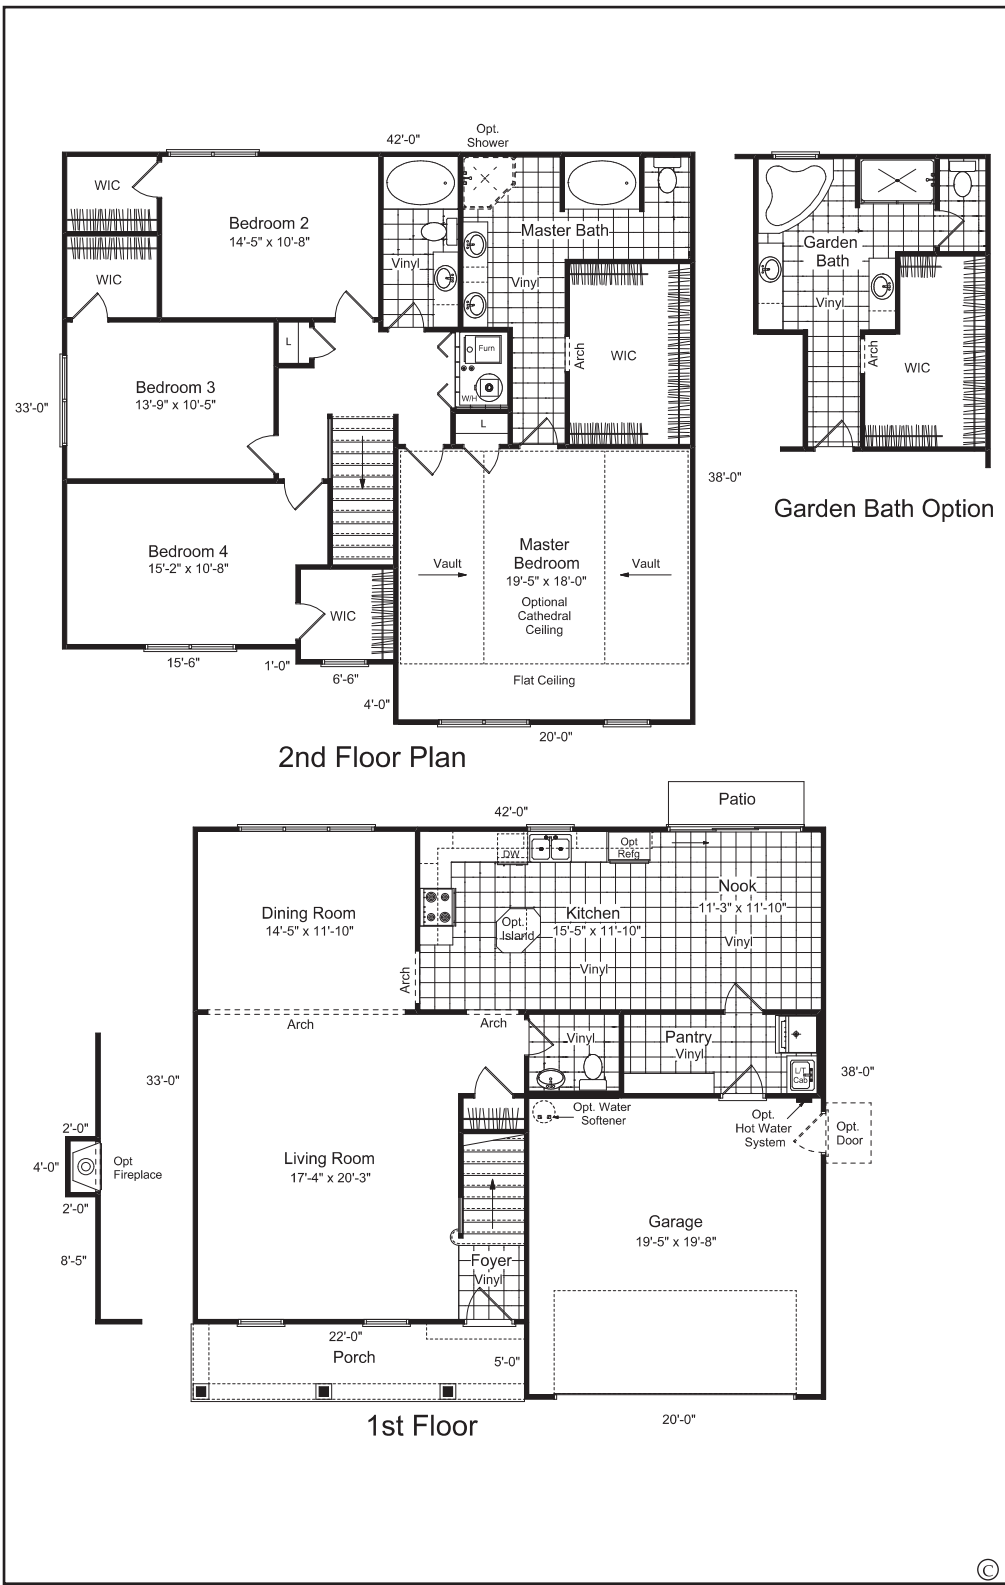 42'-0"
Opt.
Shower
WIC
Bedroom 2
14'-5" x 10'-8"
Master Bath
Vinyl
WIC
Vinyl
L
Furn
Arch
WIC
W/H
Bedroom 3
13'-9" x 10'-5"
33'-0"
L
38'-0"
Garden
Bath
Vinyl
Arch
WIC
Garden Bath Option
Bedroom 4
15'-2" x 10'-8"
Vault
Master
Bedroom
19'-5" x 18'-0"
Optional
Cathedral
Ceiling
Vault
WIC
15'-6"
1'-0"
6'-6"
Flat Ceiling
4'-0"
20'-0"
2nd Floor Plan
Patio
42'-0"
DW
Opt
Refg
Nook
11'-3" x 11'-10"
Dining Room
14'-5" x 11'-10"
Opt.
Island
Kitchen
15'-5" x 11'-10"
Vinyl
Vinyl
Arch
Arch
Arch
Vinyl
Pantry
Vinyl
L/T
Cab
33'-0"
38'-0"
Opt. Water
Softener
Opt.
Hot Water
System
Opt.
Door
2'-0"
4'-0"
Opt
Fireplace
2'-0"
8'-5"
Living Room
17'-4" x 20'-3"
Garage
19'-5" x 19'-8"
Foyer
Vinyl
22'-0"
Porch
5'-0"
1st Floor
20'-0"
©